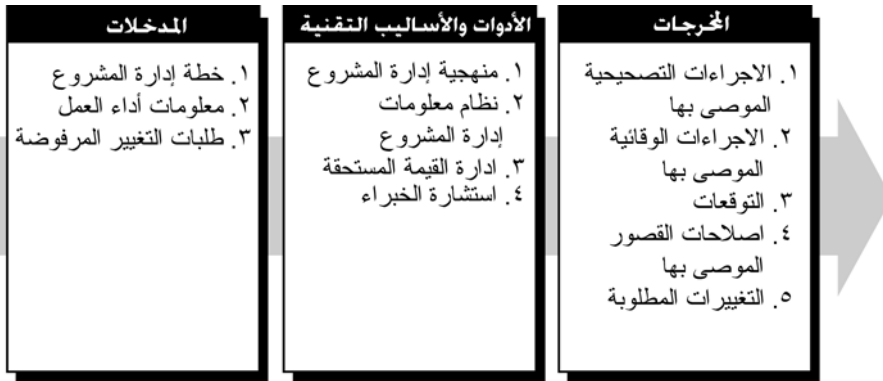 المدخلات
١. خطة إدارة المشروع
٢. معلومات أداء العمل
٣. طلبات التغيير المرفوضة
الأدوات والأساليب التقنية
١. منهجية إدارة المشروع
٢. نظام معلومات
إدارة المشروع
٣. ادارة القيمة المستحقة
٤. استشارة الخبراء
المخرجات
١. الاجراءات التصحيحية
الموصى بها
٢. الاجراءات الوقائية
الموصى بها
٣. التوقعات
٤. اصلاحات القصور
الموصى بها
٥. التغييرات المطلوبة